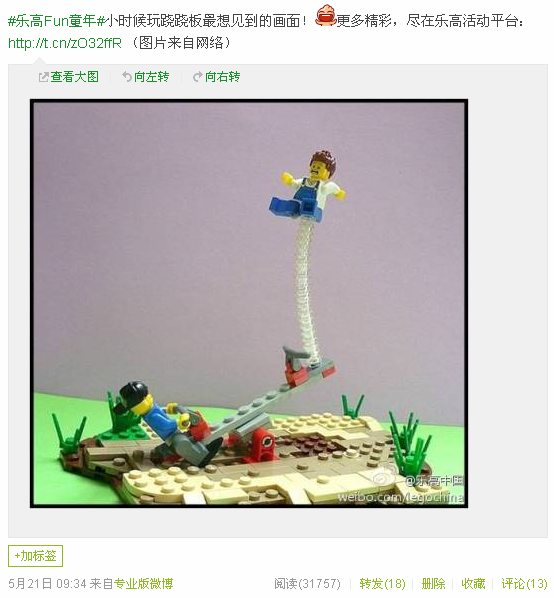 #乐高Fun童年#小时候玩跷跷板最想见到的画面！更多精彩，尽在乐高活动平台：
http://t.cn/zO32ffR （图片来自网络）
查看大图 向左转 向右转
@乐高中国
weibo.com/legochina
+加标签
5月21日 09:34 来自专业版微博 阅读(31757) 转发(18) 删除 收藏 评论(13)